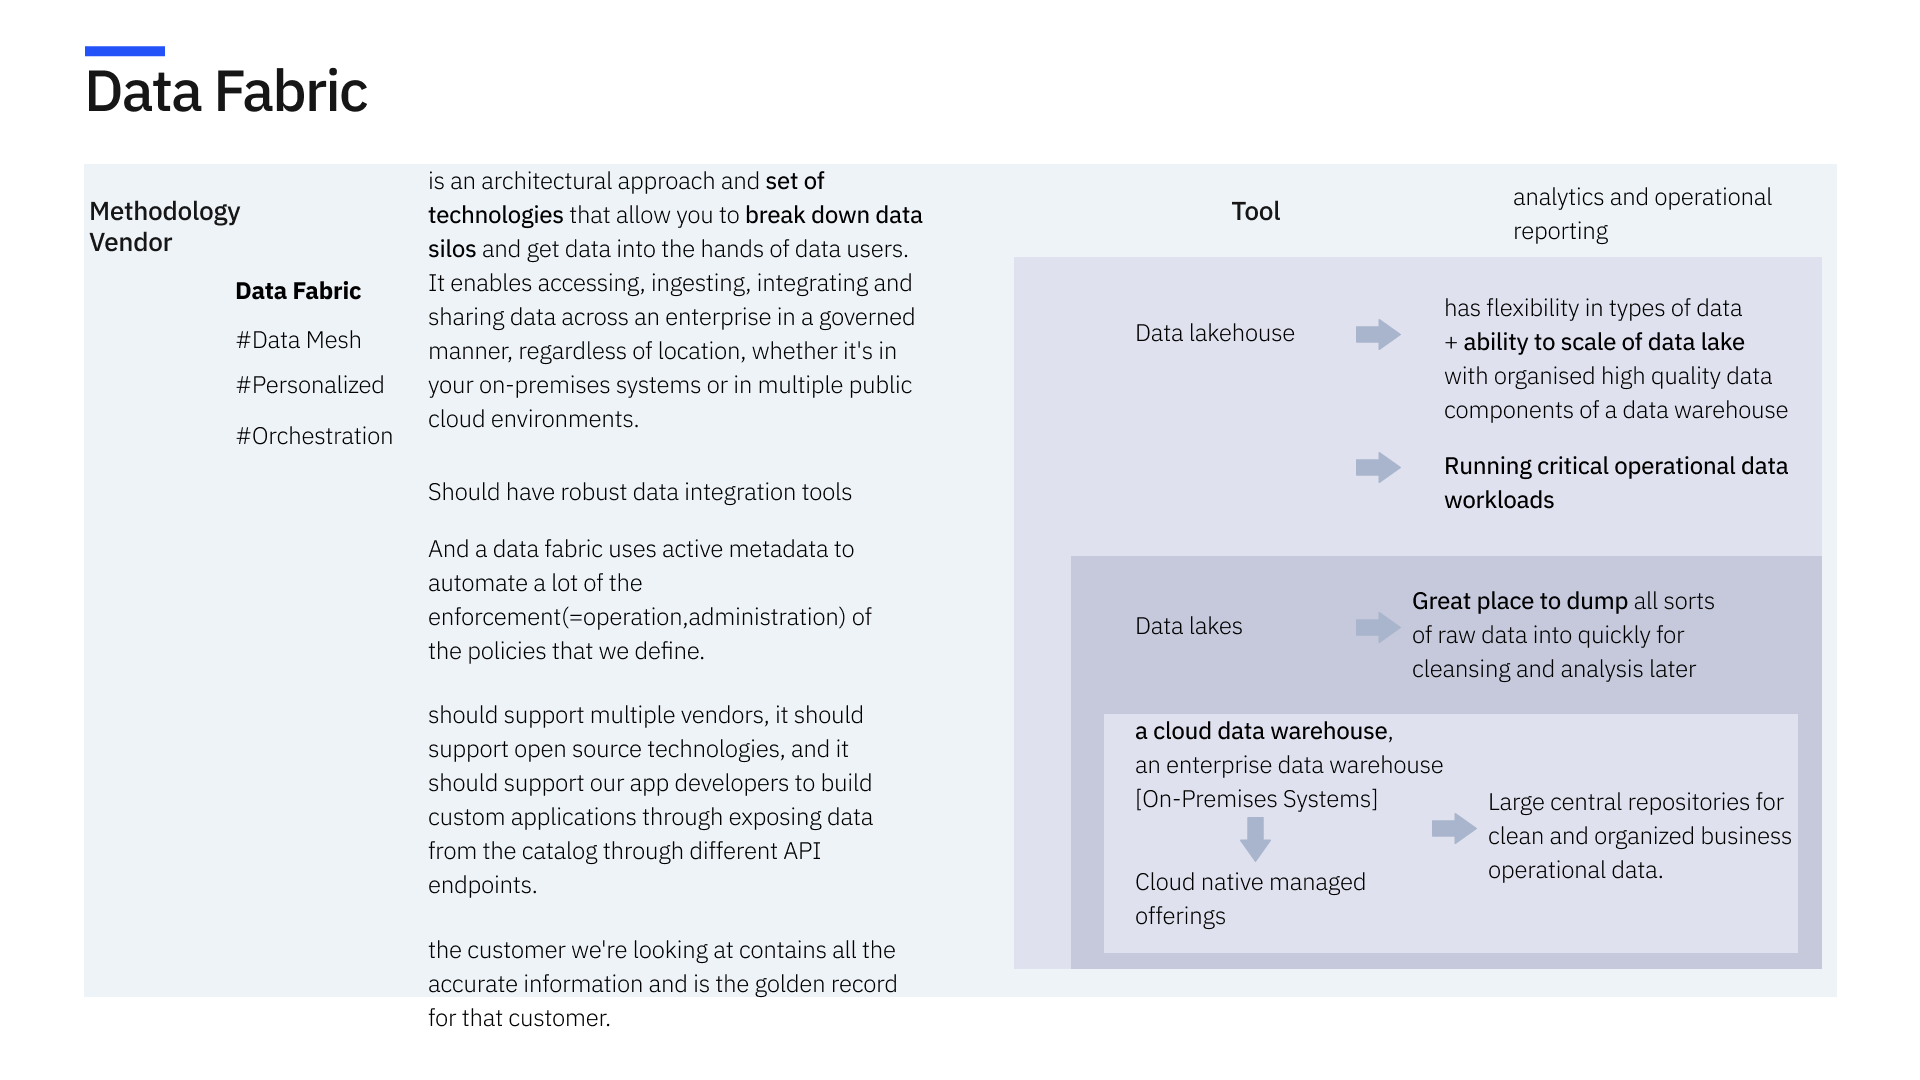 Data Fabric
Methodology
Vendor
Data Fabric
#Data Mesh
#Personalized
#Orchestration
is an architectural approach and set of
technologies that allow you to break down data
silos and get data into the hands of data users.
It enables accessing, ingesting, integrating and
sharing data across an enterprise in a governed
manner, regardless of location, whether it's in
your on-premises systems or in multiple public
cloud environments.
Should have robust data integration tools
And a data fabric uses active metadata to
automate a lot of the
enforcement(=operation,administration) of
the policies that we define.
should support multiple vendors, it should
support open source technologies, and it
should support our app developers to build
custom applications through exposing data
from the catalog through different API
endpoints.
the customer we're looking at contains all the
accurate information and is the golden record
for that customer.
Tool
analytics and operational
reporting
Data lakehouse
has flexibility in types of data
+ ability to scale of data lake
with organised high quality data
components of a data warehouse
Running critical operational data
workloads
Data lakes
Great place to dump all sorts
of raw data into quickly for
cleansing and analysis later
a cloud data warehouse,
an enterprise data warehouse
[On-Premises Systems]
Cloud native managed
offerings
Large central repositories for
clean and organized business
operational data.